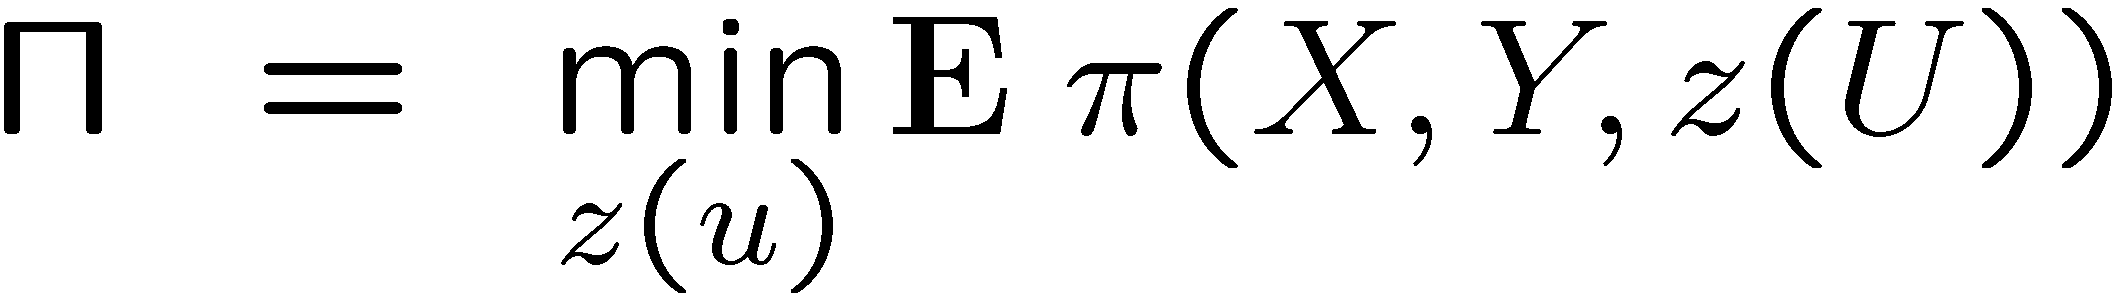 Π = min E π(X, Y, z(U))
z(u)